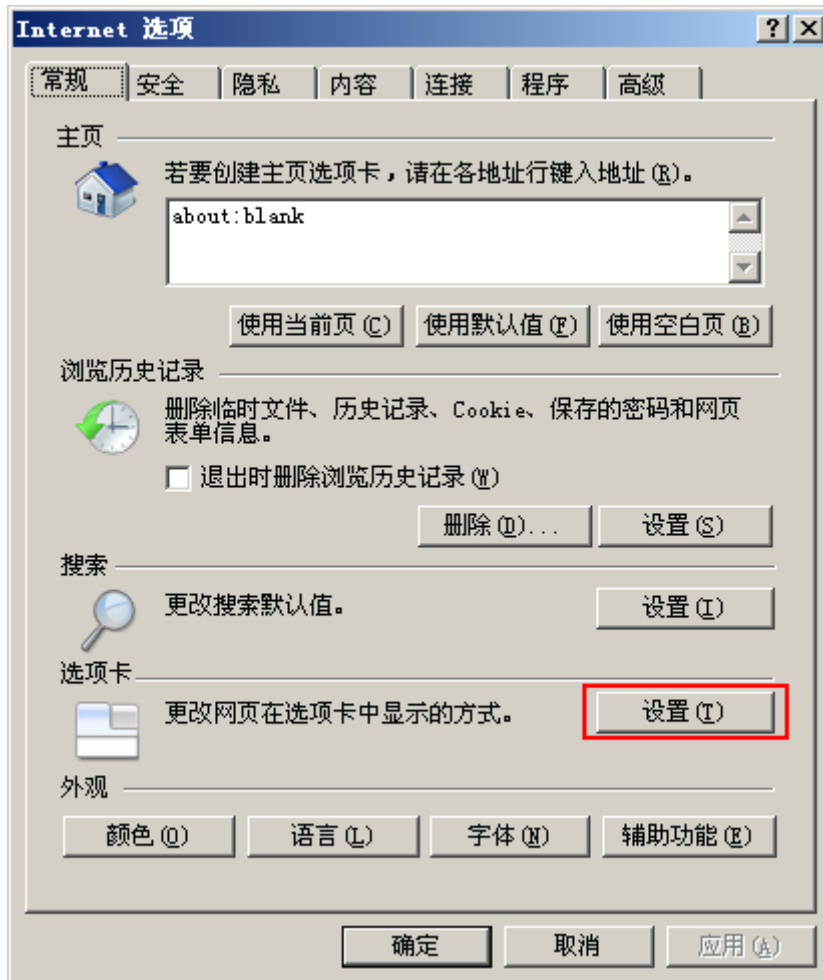 Internet 选项
常规 安全 隐私 内容 连接 程序 高级
主页
若要创建主页选项卡，请在各地址行键入地址(R)。
about:blank
使用当前页(C) 使用默认值(F) 使用空白页(B)
浏览历史记录
删除临时文件、历史记录、Cookie、保存的密码和网页
表单信息。
退出时删除浏览历史记录(W)
删除(D)... 设置(S)
搜索
更改搜索默认值。 设置(I)
选项卡
更改网页在选项卡中显示的方式。 设置(T)
外观
颜色(O) 语言(L) 字体(N) 辅助功能(E)
确定 取消 应用(A)